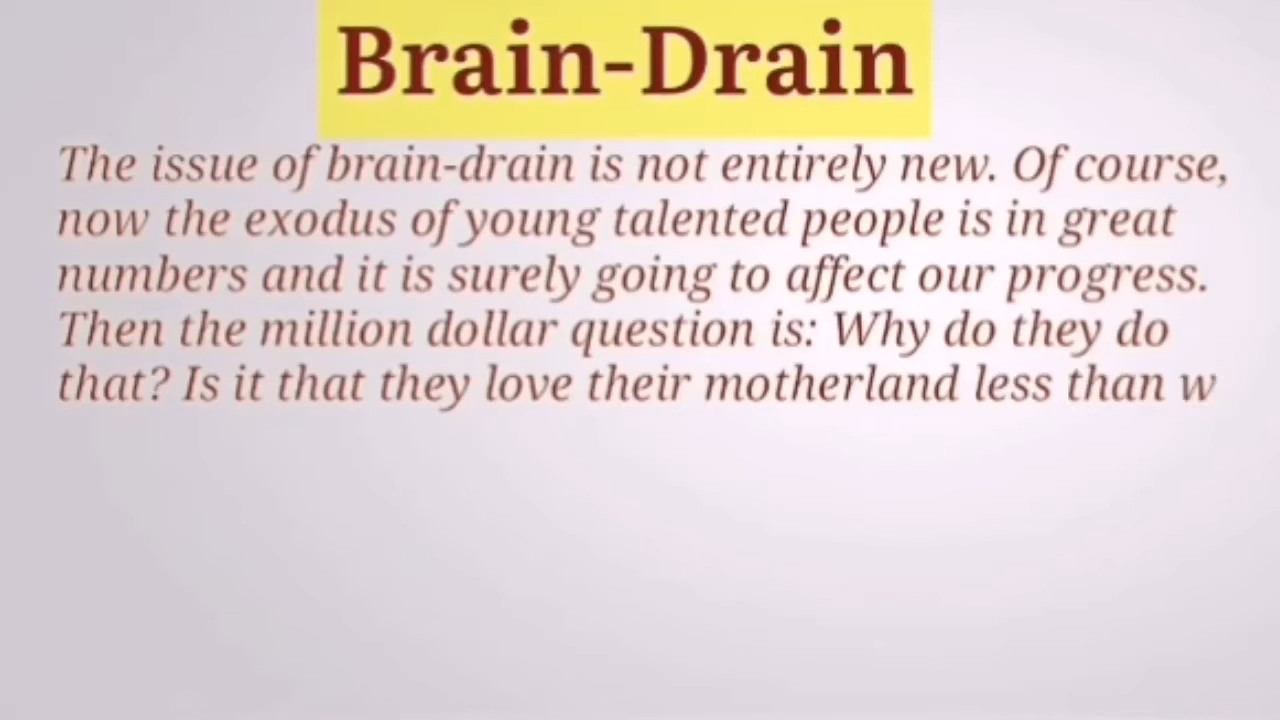 Brain-Drain
The issue of brain-drain is not entirely new. Of course,
now the exodus of young talented people is in great
numbers and it is surely going to affect our progress.
Then the million dollar question is: Why do they do
that? Is it that they love their motherland less than w